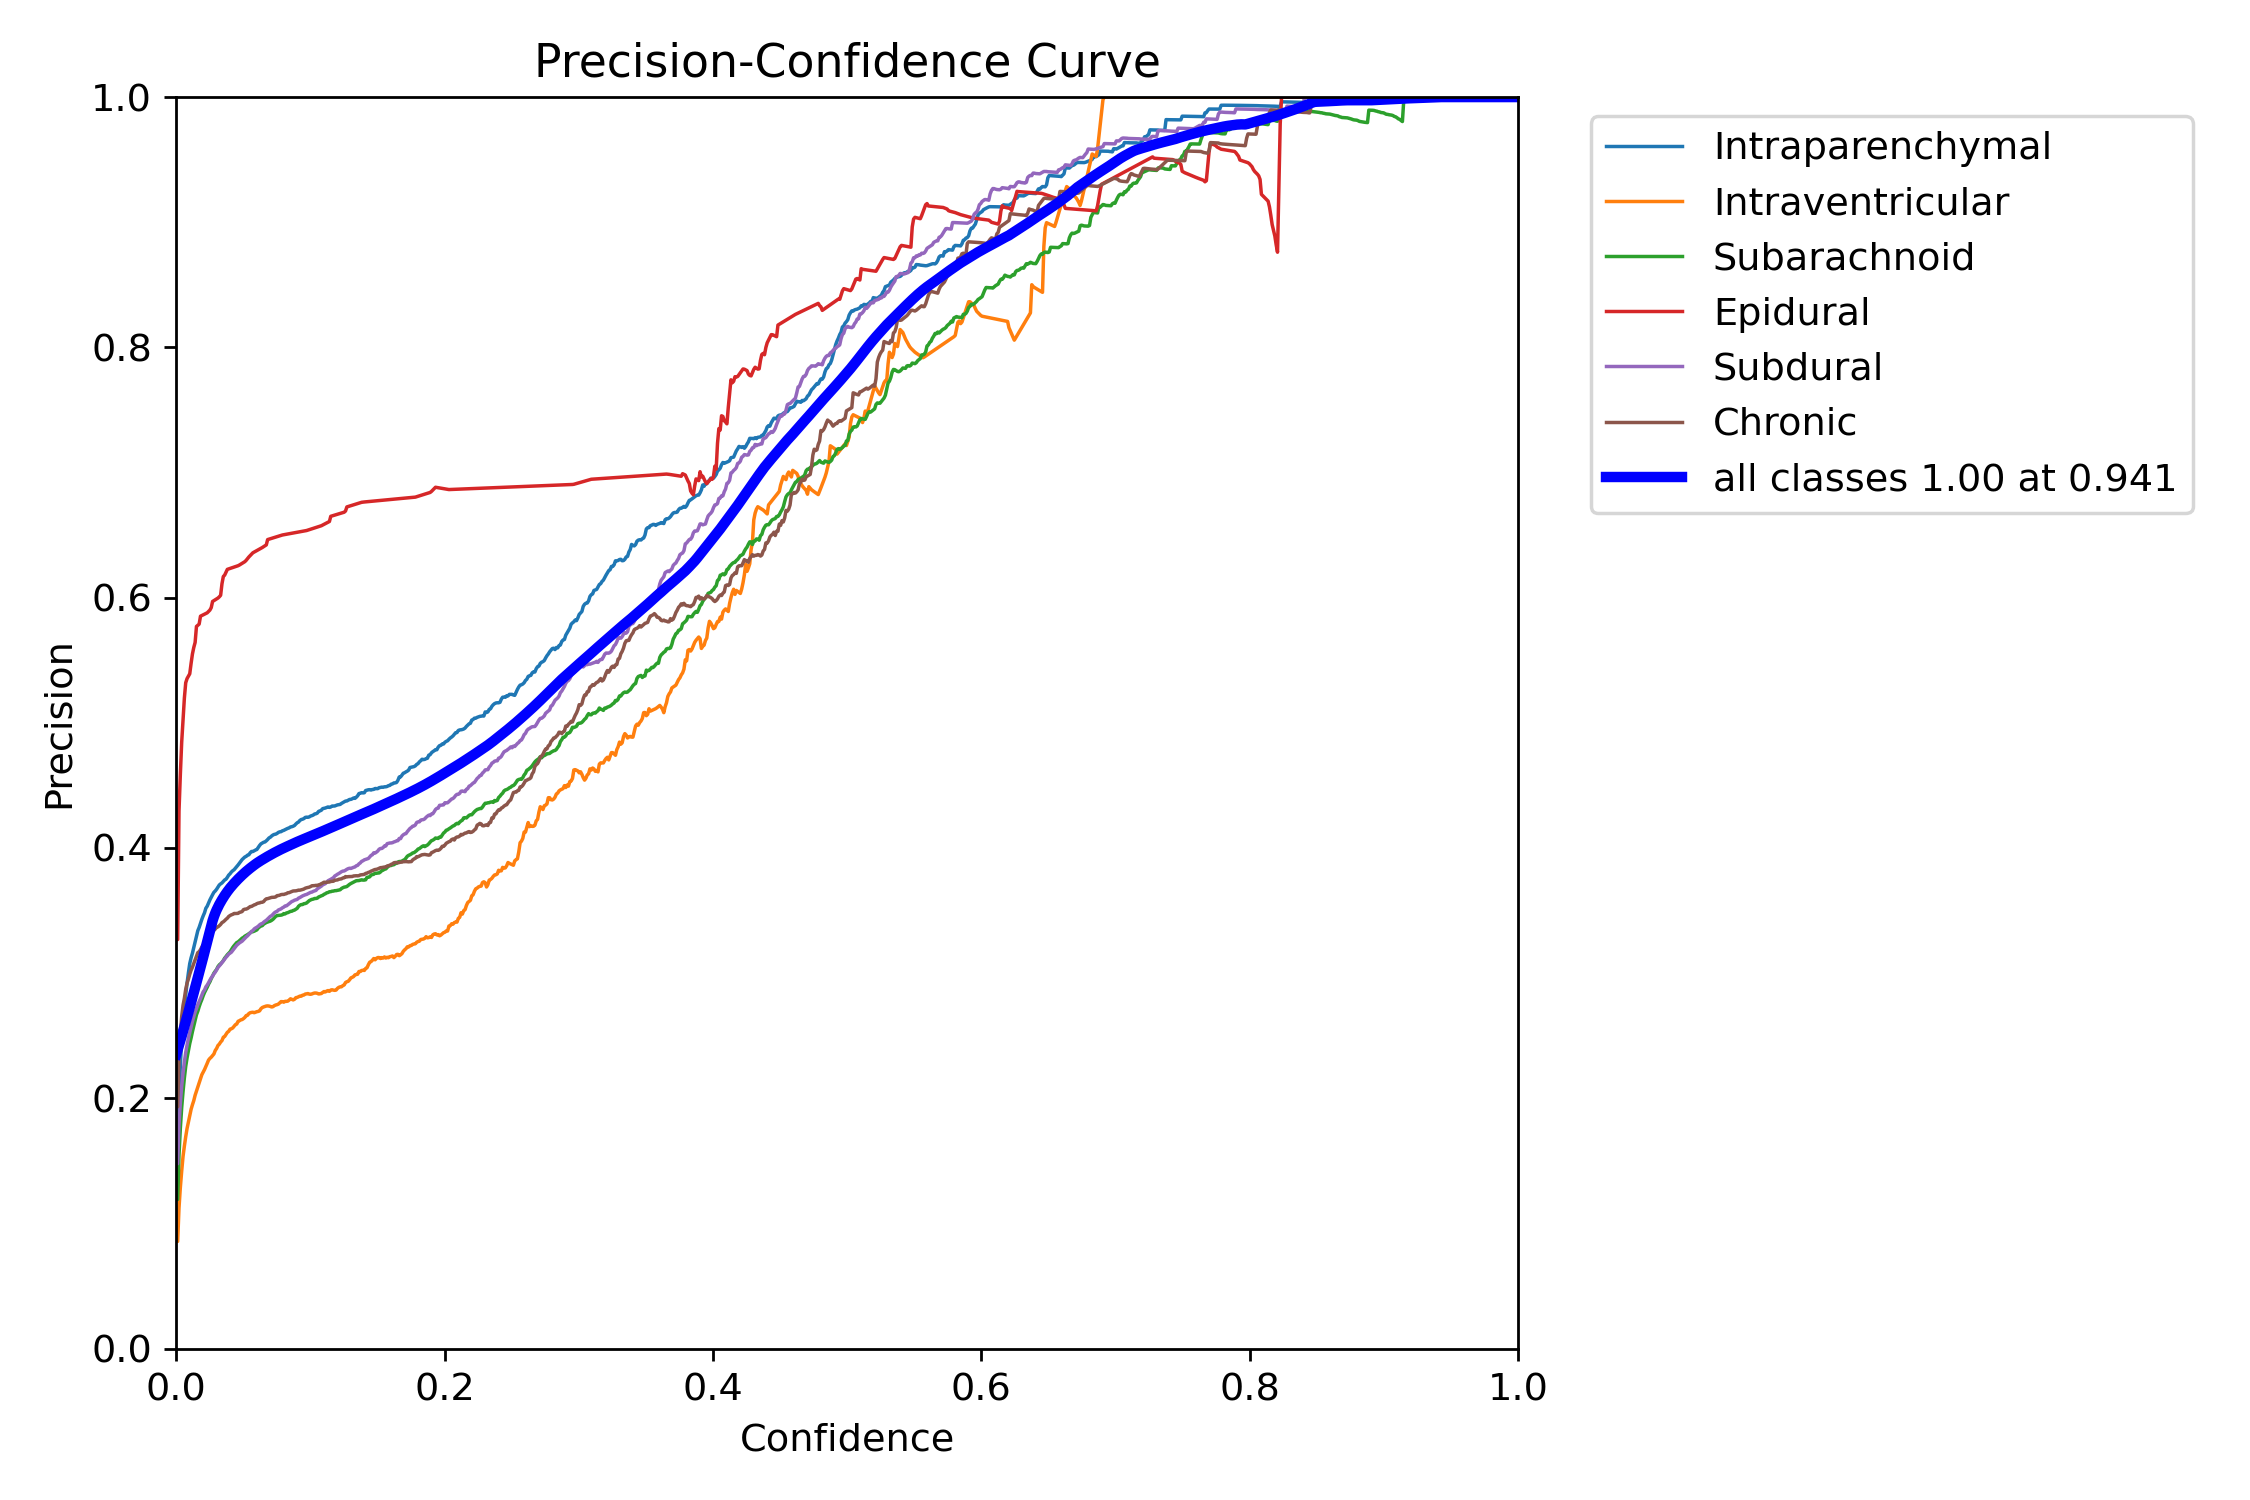 Precision-Confidence Curve
1.0
0.8
0.6
0.4
0.2
0.0
Precision
0.0 0.2 0.4 0.6 0.8 1.0
Confidence
Intraparenchymal
Intraventricular
Subarachnoid
Epidural
Subdural
Chronic
all classes 1.00 at 0.941